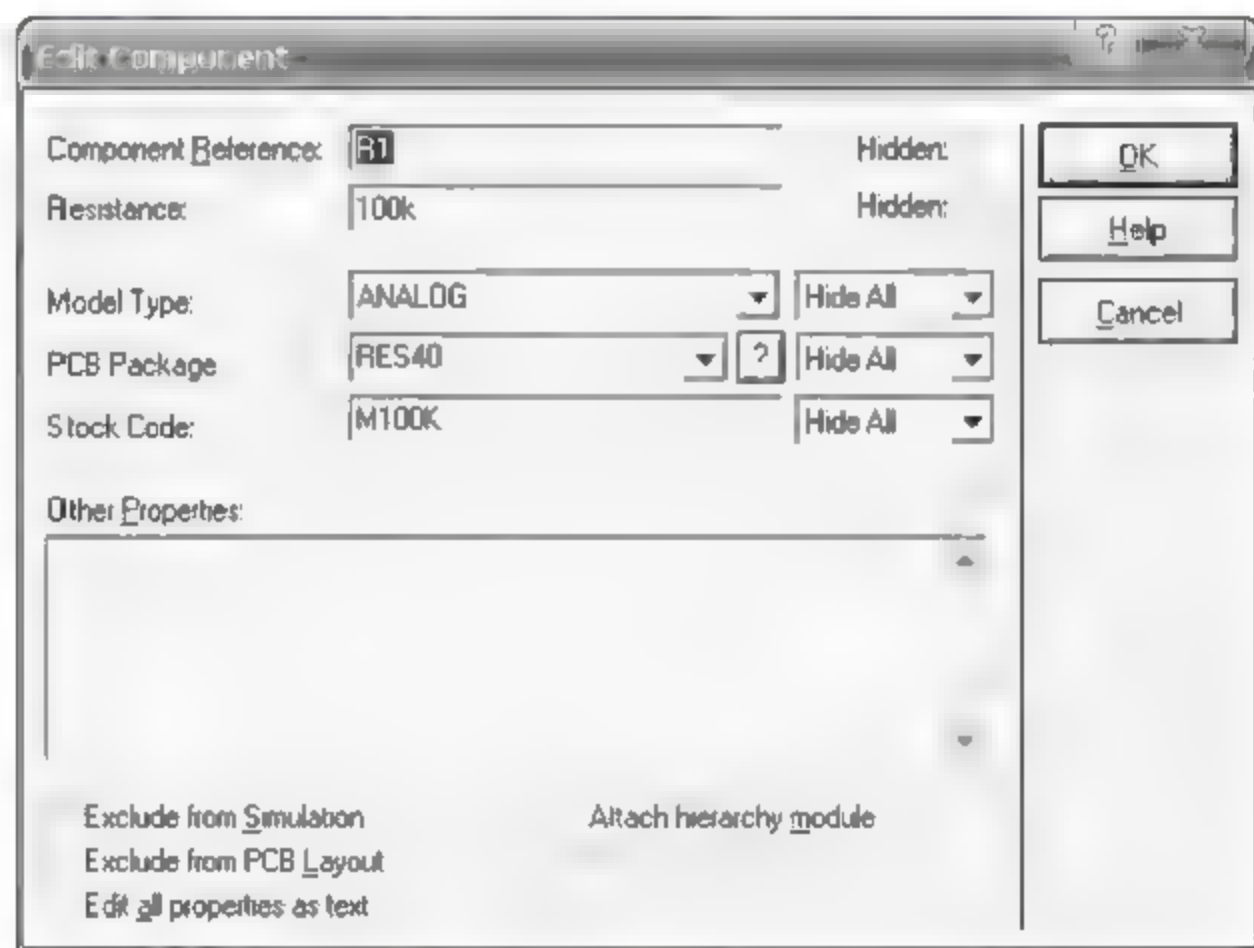 Edit Component
Component Reference: R1 Hidden:
Resistance: 100k Hidden:
Model Type: ANALOG Hide All
PCB Package RES40 ? Hide All
Stock Code: M100K Hide All
Other Properties:
Exclude from Simulation Attach hierarchy module
Exclude from PCB Layout
Edit all properties as text
OK
Help
Cancel